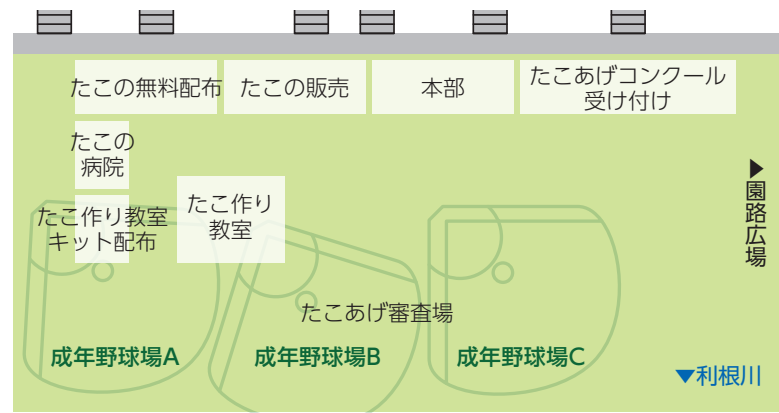 たこの無料配布
たこの販売
本部
たこあげコンクール
受け付け
たこの
病院
たこ作り教室
キット配布
たこ作り
教室
▶園路広場
たこあげ審査場
成年野球場A
成年野球場B
成年野球場C
▼利根川